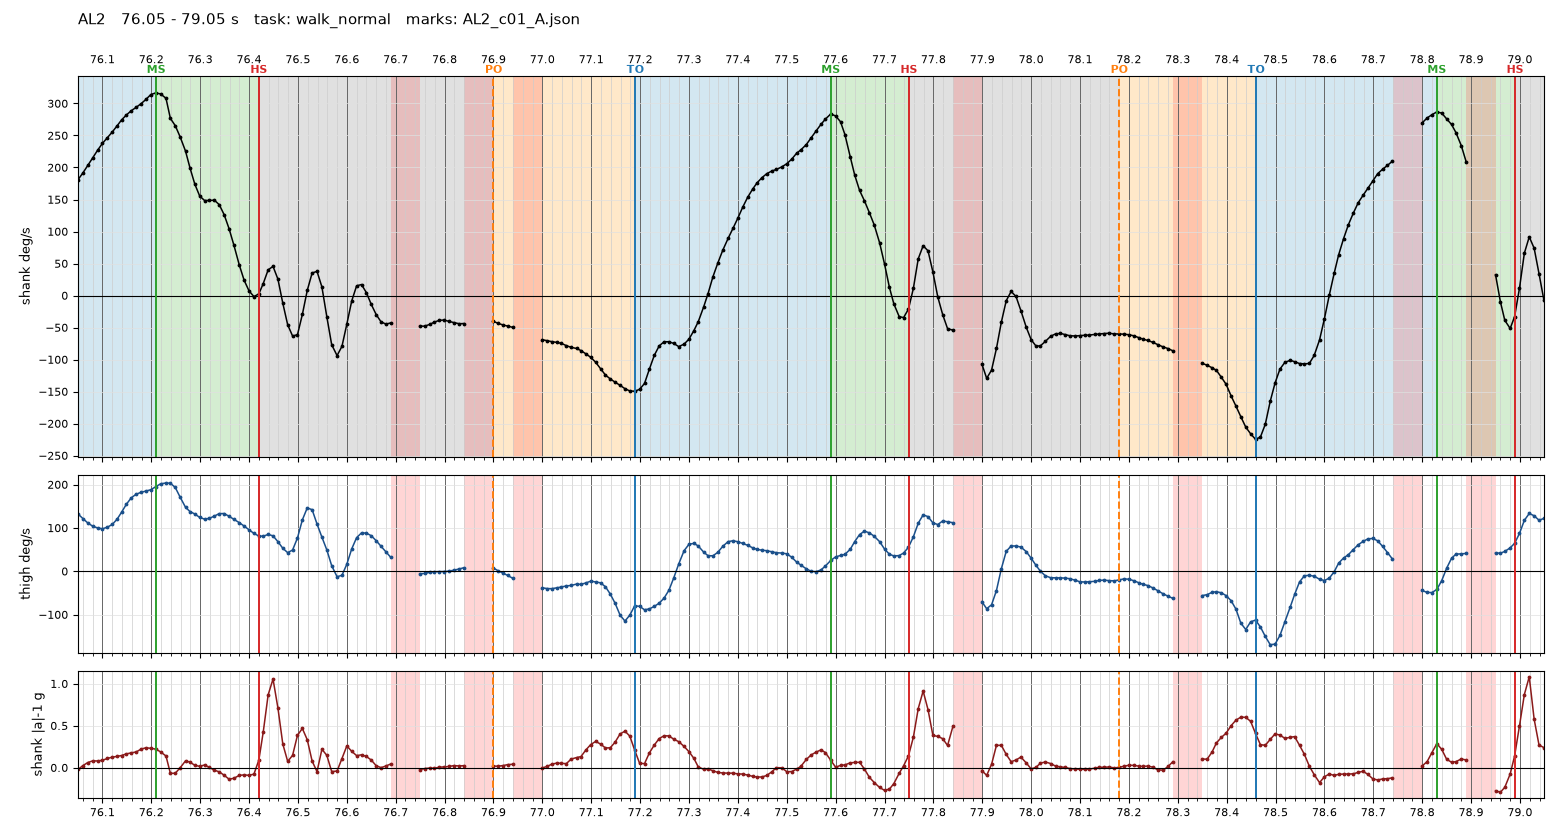 AL2 76.05 - 79.05 s task: walk_normal marks: AL2_c01_A.json
76.1 76.2 76.3 76.4 76.5 76.6 76.7 76.8 76.9 77.0 77.1 77.2 77.3 77.4 77.5 77.6 77.7 77.8 77.9 78.0 78.1 78.2 78.3 78.4 78.5 78.6 78.7 78.8 78.9 79.0
MS HS PO TO MS HS PO TO MS HS
shank deg/s
300
250
200
150
100
50
0
−50
−100
−150
−200
−250
thigh deg/s
200
100
0
−100
shank |a|-1 g
1.0
0.5
0.0
76.1 76.2 76.3 76.4 76.5 76.6 76.7 76.8 76.9 77.0 77.1 77.2 77.3 77.4 77.5 77.6 77.7 77.8 77.9 78.0 78.1 78.2 78.3 78.4 78.5 78.6 78.7 78.8 78.9 79.0